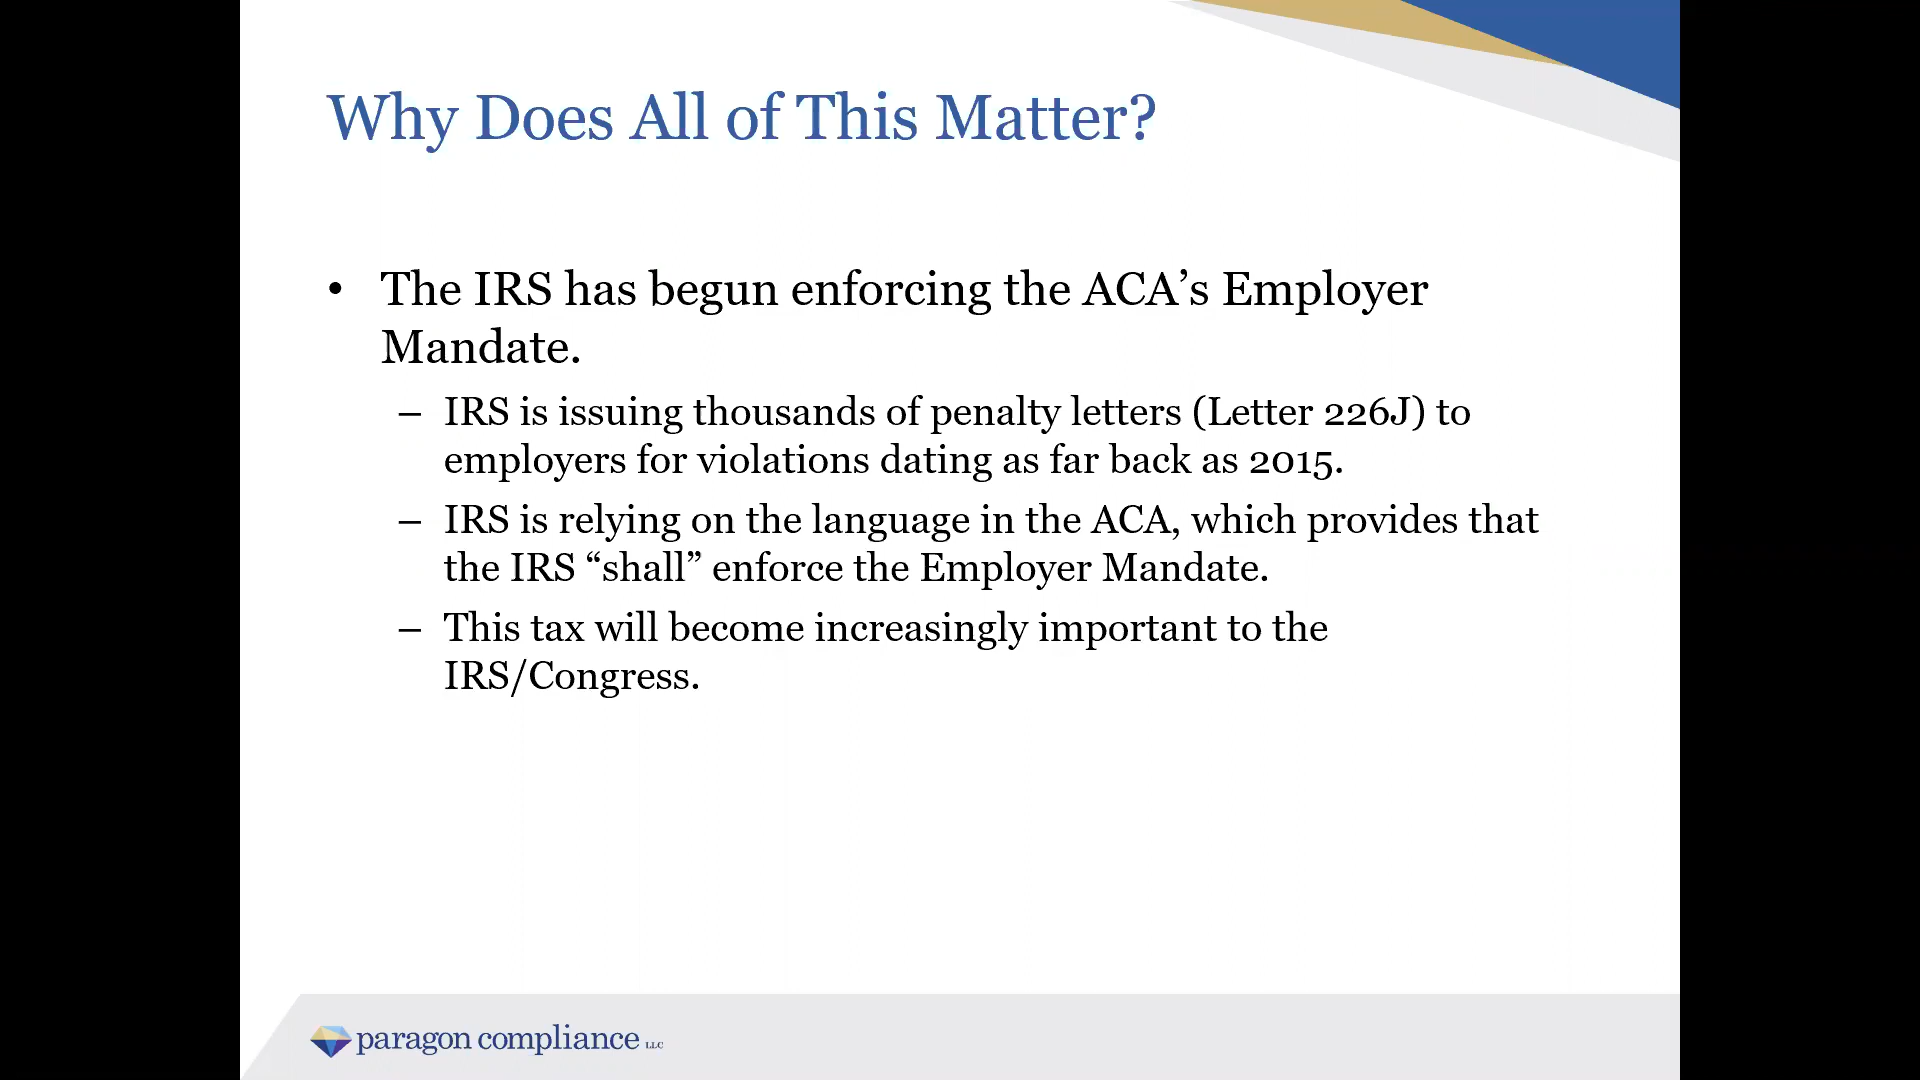 Why Does All of This Matter?
• The IRS has begun enforcing the ACA’s Employer
Mandate.
– IRS is issuing thousands of penalty letters (Letter 226J) to
employers for violations dating as far back as 2015.
– IRS is relying on the language in the ACA, which provides that
the IRS “shall” enforce the Employer Mandate.
– This tax will become increasingly important to the
IRS/Congress.
paragon compliance LLC